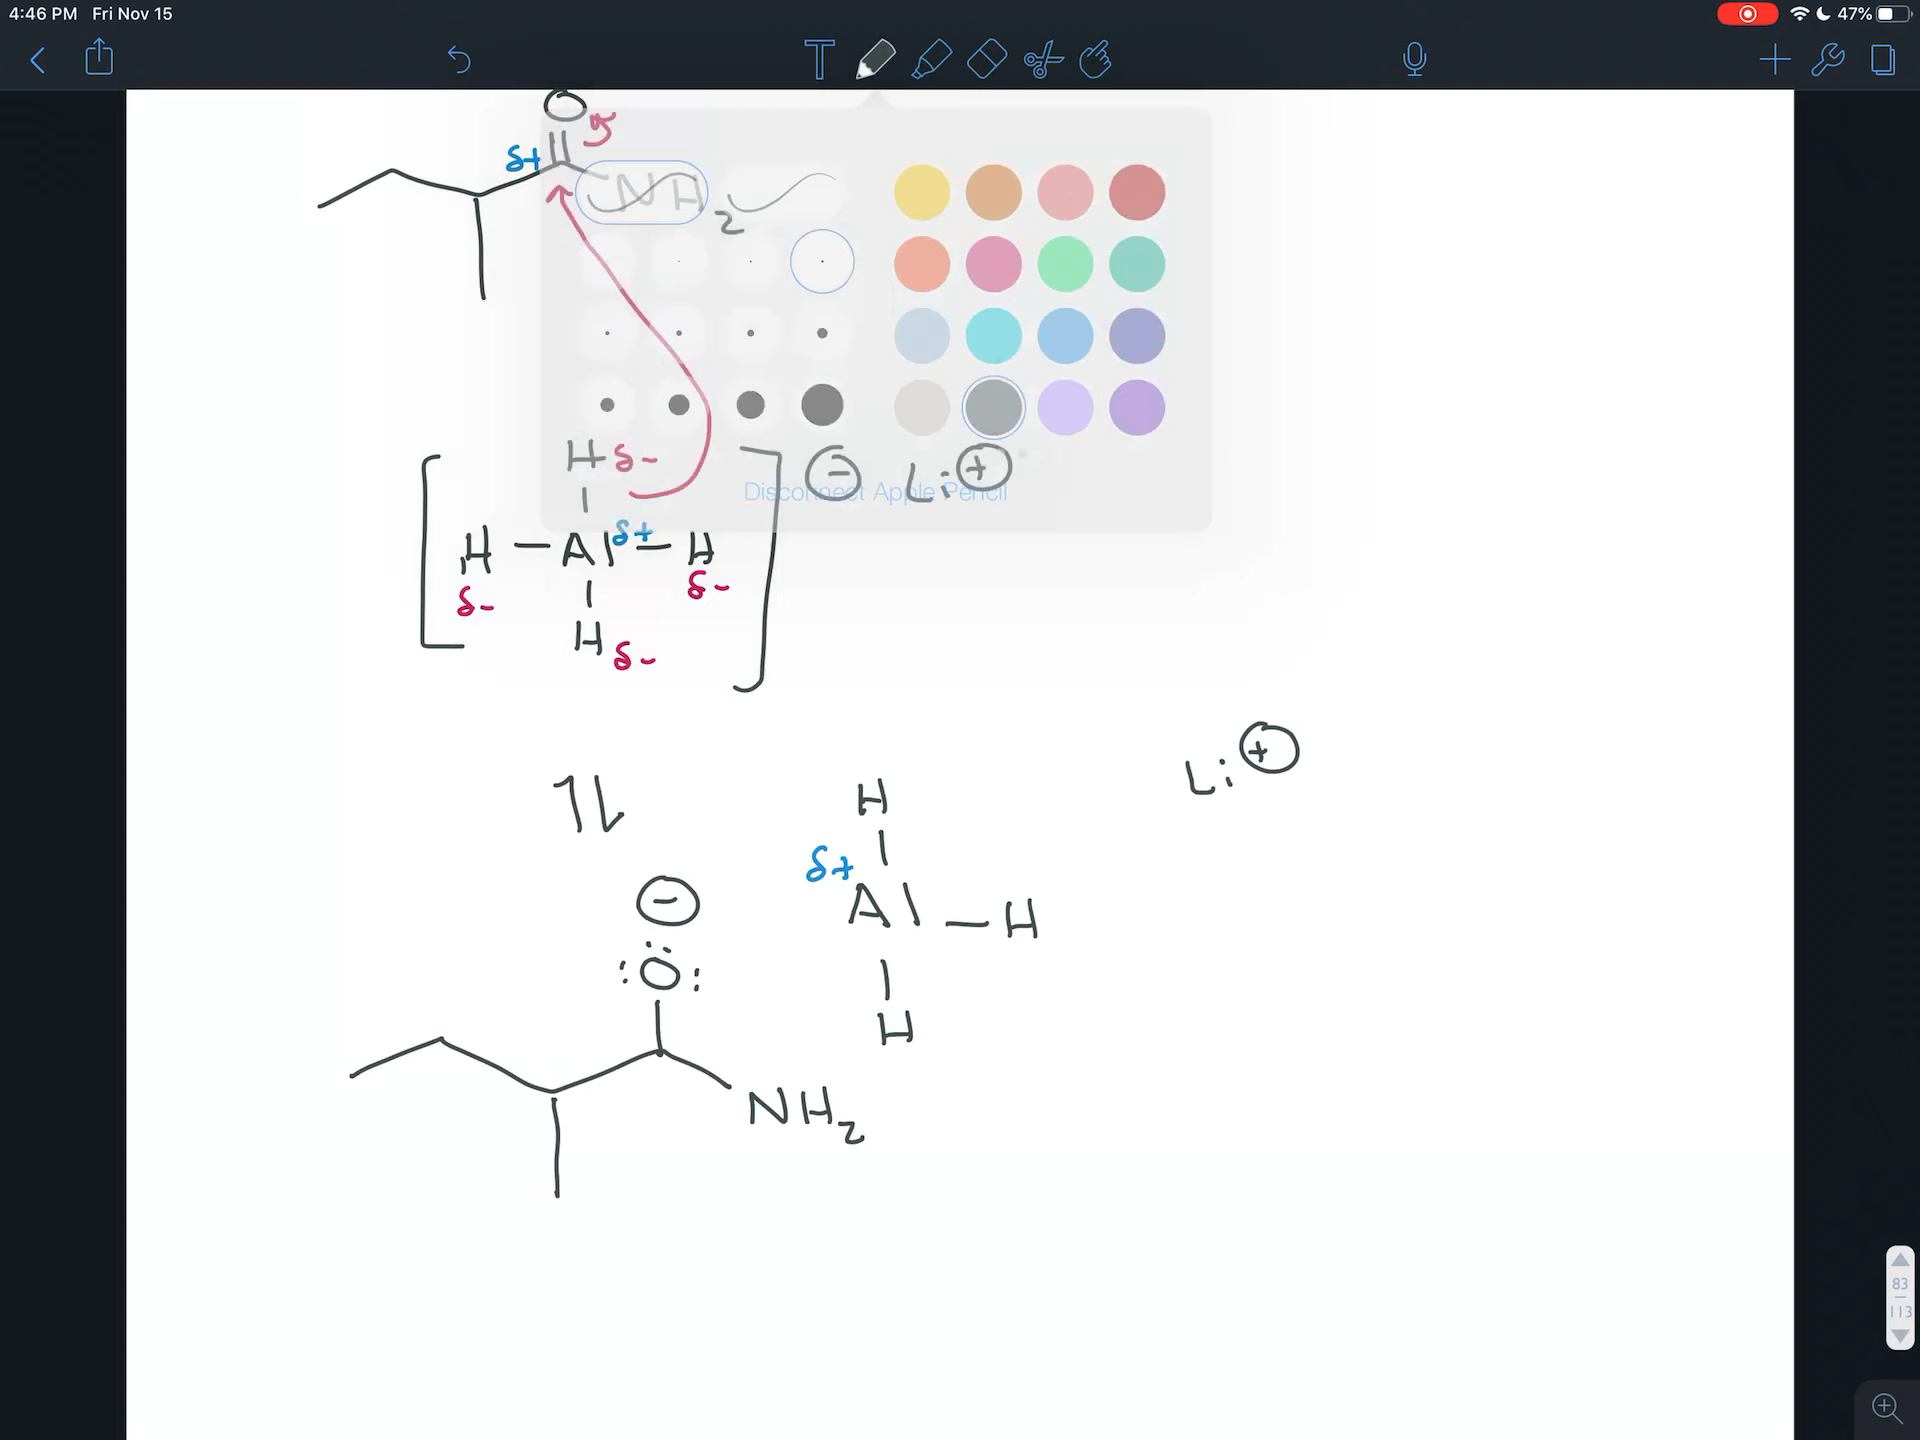 4:46 PM Fri Nov 15
47%
T
O
δ+
NH2
H δ-
⊖ Li ⊕
Disconnect Apple Pencil
H - Al δ+ - H
δ- δ-
H δ-
Li ⊕
H
δ+
⊖
Al - H
:Ö:
H
NH2
83
113